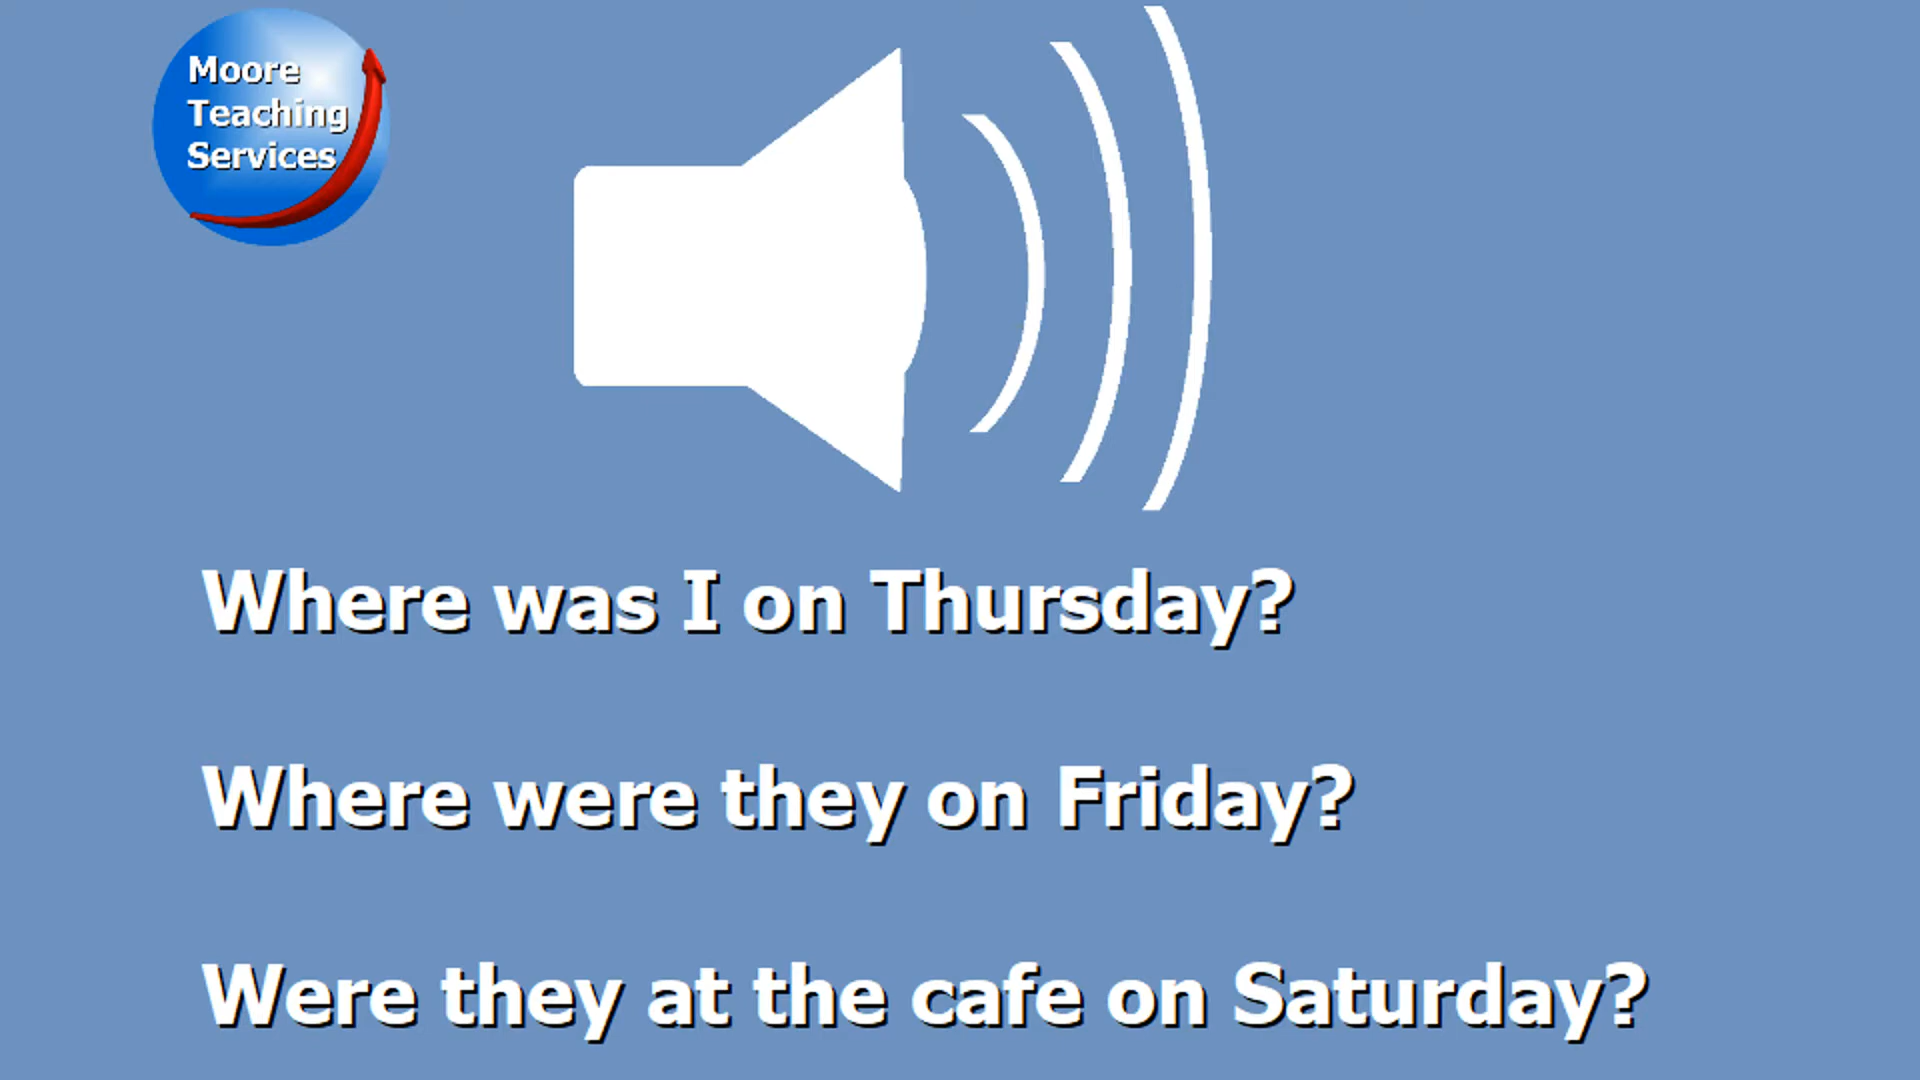 Moore
Teaching
Services
Where was I on Thursday?
Where were they on Friday?
Were they at the cafe on Saturday?